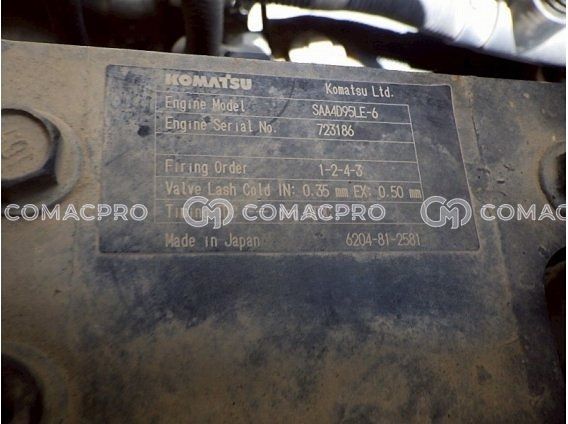 KOMATSU Komatsu Ltd.
Engine Model SAA4D95LE-6
Engine Serial No. 723186
Firing Order 1-2-4-3
Valve Lash Cold IN: 0.35 mm EX: 0.50 mm
COMACPRO COMACPRO
Made in Japan 6204-81-2581